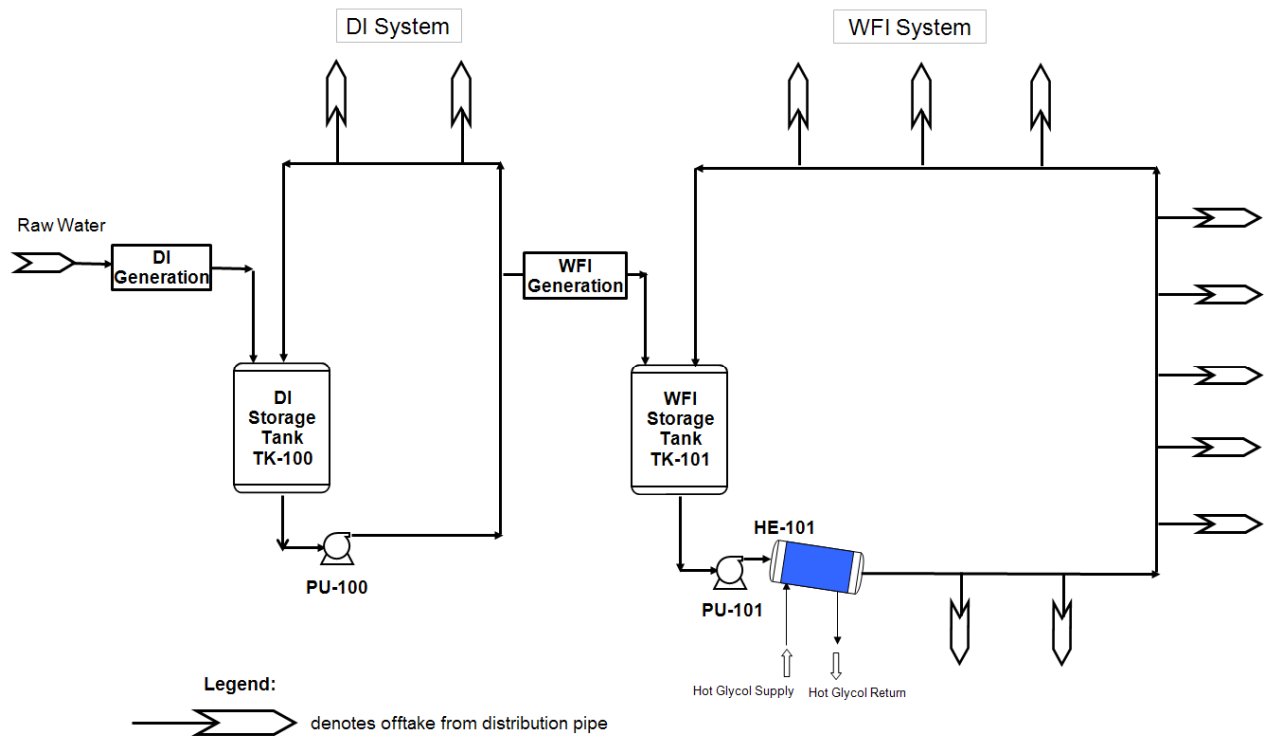 DI System
WFI System
Raw Water
DI
Generation
WFI
Generation
DI
Storage
Tank
TK-100
WFI
Storage
Tank
TK-101
HE-101
PU-100
PU-101
Hot Glycol Supply
Hot Glycol Return
Legend:
denotes offtake from distribution pipe